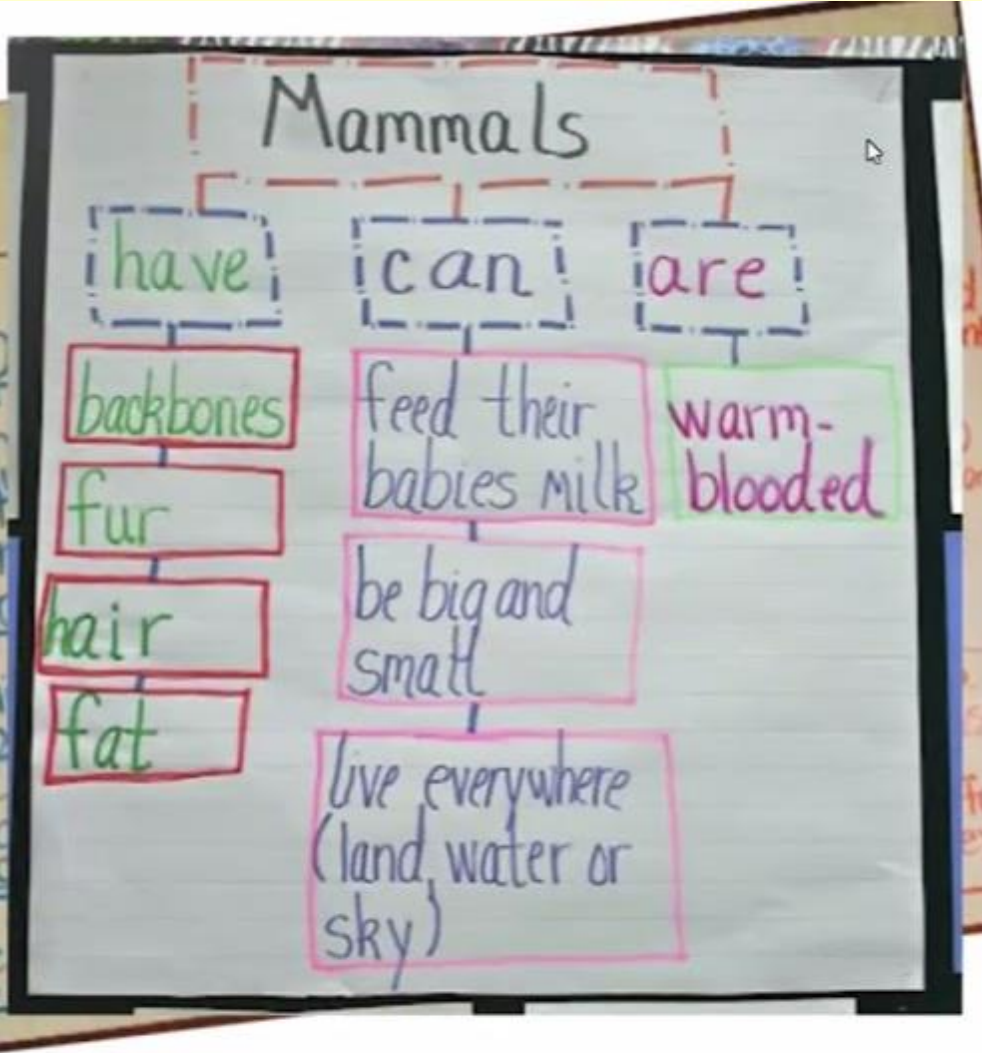 Mammals
have
can
are
backbones
fur
hair
fat
feed their
babies milk
be big and
small
live everywhere
(land, water or
sky)
warm-
blooded